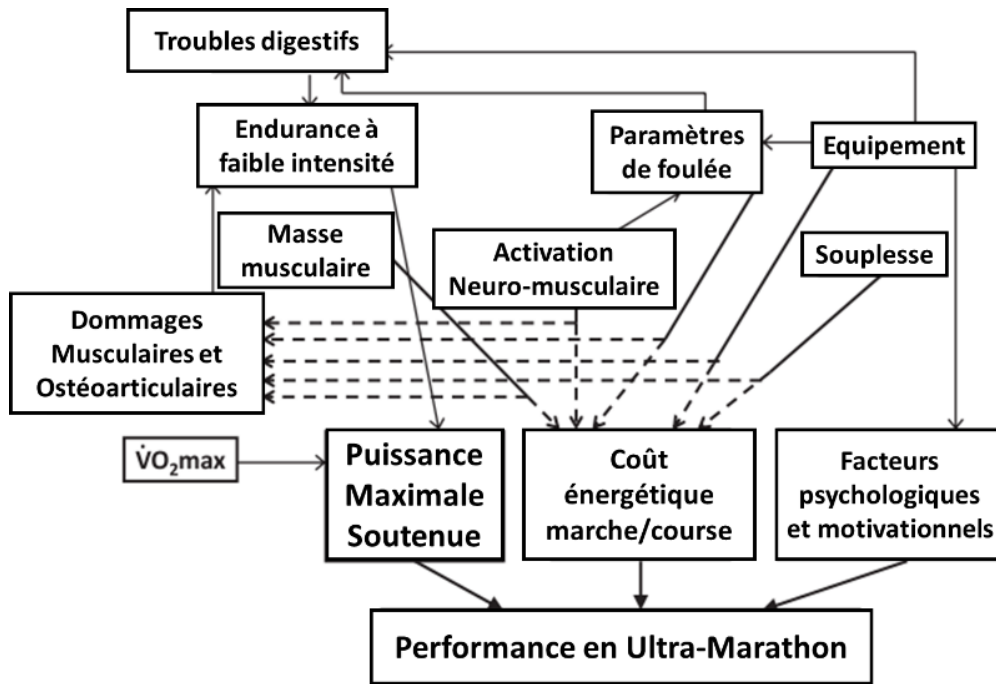 Troubles digestifs
Endurance à
faible intensité
Paramètres
de foulée
Equipement
Masse
musculaire
Activation
Neuro-musculaire
Souplesse
Dommages
Musculaires et
Ostéoarticulaires
V̇O₂max
Puissance
Maximale
Soutenue
Coût
énergétique
marche/course
Facteurs
psychologiques
et motivationnels
Performance en Ultra-Marathon